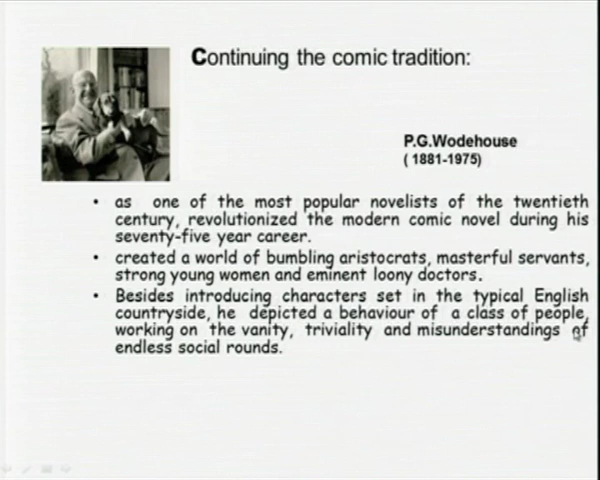 Continuing the comic tradition:
P.G.Wodehouse
( 1881-1975)
• as one of the most popular novelists of the twentieth
century, revolutionized the modern comic novel during his
seventy-five year career.
• created a world of bumbling aristocrats, masterful servants,
strong young women and eminent loony doctors.
• Besides introducing characters set in the typical English
countryside, he depicted a behaviour of a class of people,
working on the vanity, triviality and misunderstandings of
endless social rounds.